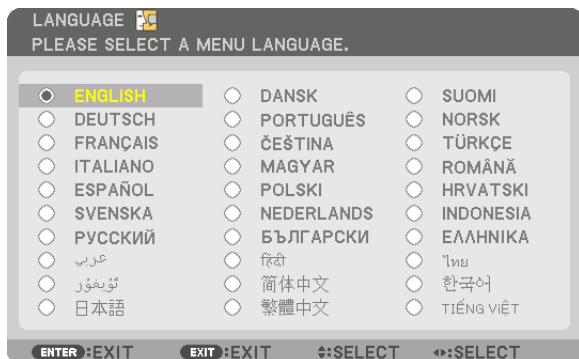 LANGUAGE
PLEASE SELECT A MENU LANGUAGE.
ENGLISH DANSK SUOMI
DEUTSCH PORTUGUÊS NORSK
FRANÇAIS ČEŠTINA TÜRKÇE
ITALIANO MAGYAR ROMÂNĂ
ESPAÑOL POLSKI HRVATSKI
SVENSKA NEDERLANDS INDONESIA
РУССКИЙ БЪЛГАРСКИ ΕΛΛΗΝΙΚΑ
عربي हिंदी ไทย
ئۇيغۇر 简体中文 한국어
日本語 繁體中文 TIẾNG VIỆT
ENTER :EXIT EXIT :EXIT :SELECT :SELECT